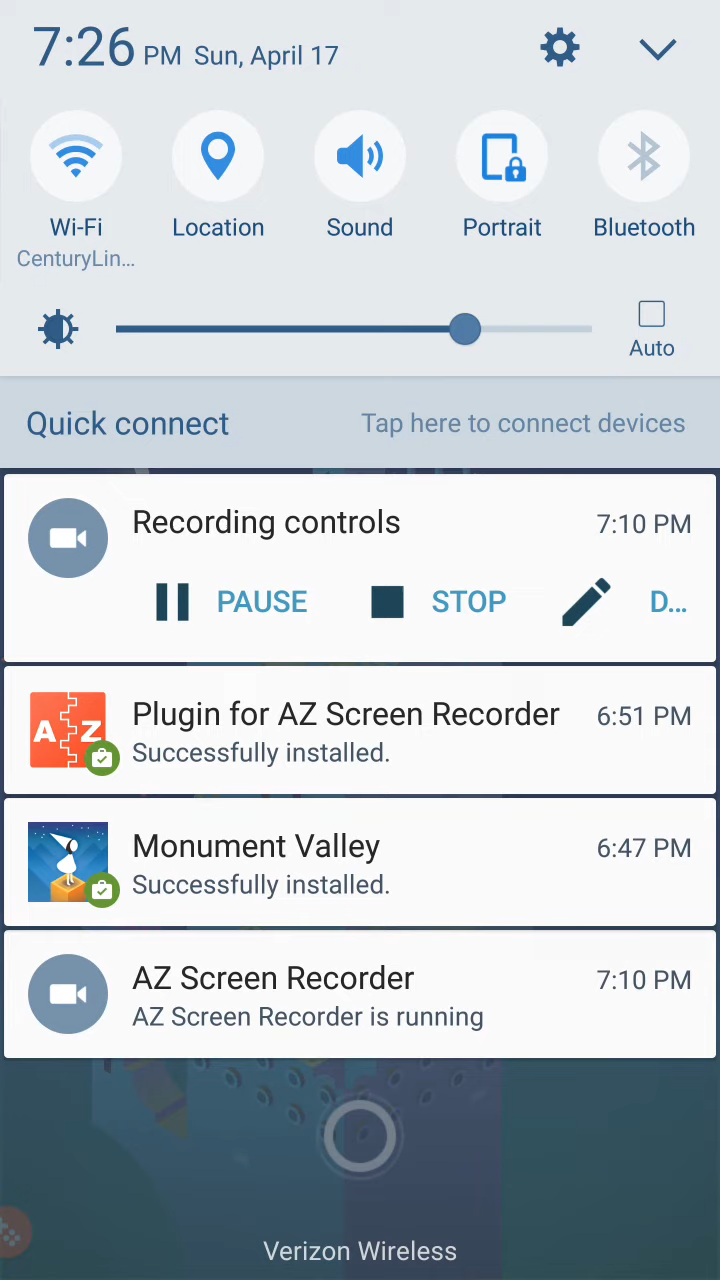 7:26 PM Sun, April 17
Wi-Fi
CenturyLin...
Location
Sound
Portrait
Bluetooth
Auto
Quick connect
Tap here to connect devices
Recording controls 7:10 PM
PAUSE STOP D...
Plugin for AZ Screen Recorder 6:51 PM
Successfully installed.
AZ
Monument Valley 6:47 PM
Successfully installed.
AZ Screen Recorder 7:10 PM
AZ Screen Recorder is running
Verizon Wireless